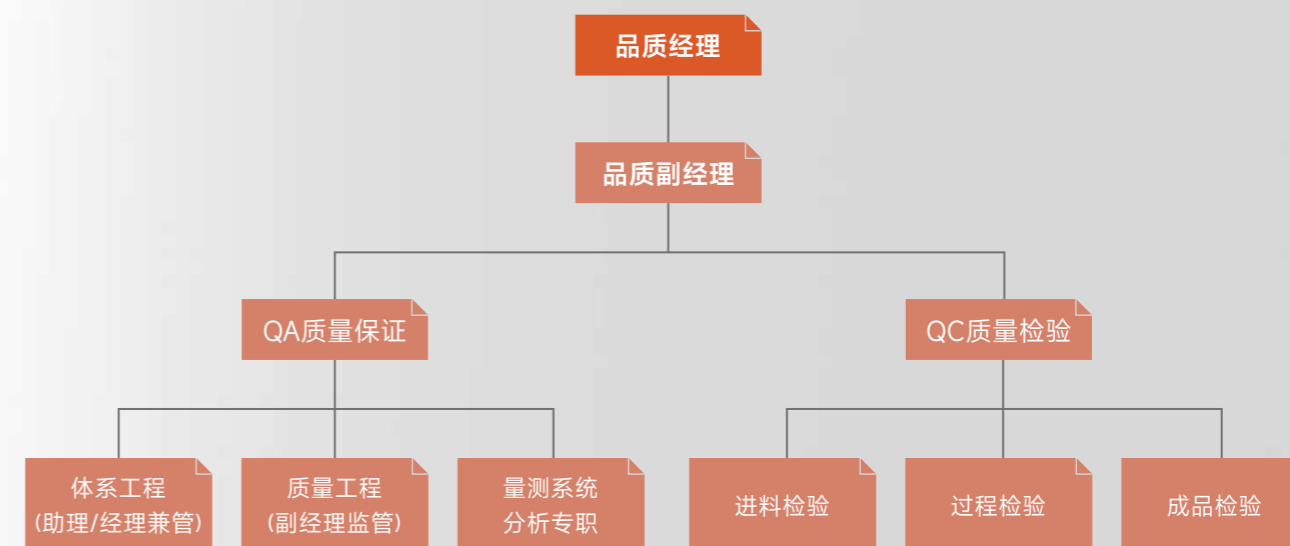 品质经理
品质副经理
QA质量保证
QC质量检验
体系工程
(助理/经理兼管)
质量工程
(副经理监管)
量测系统
分析专职
进料检验
过程检验
成品检验